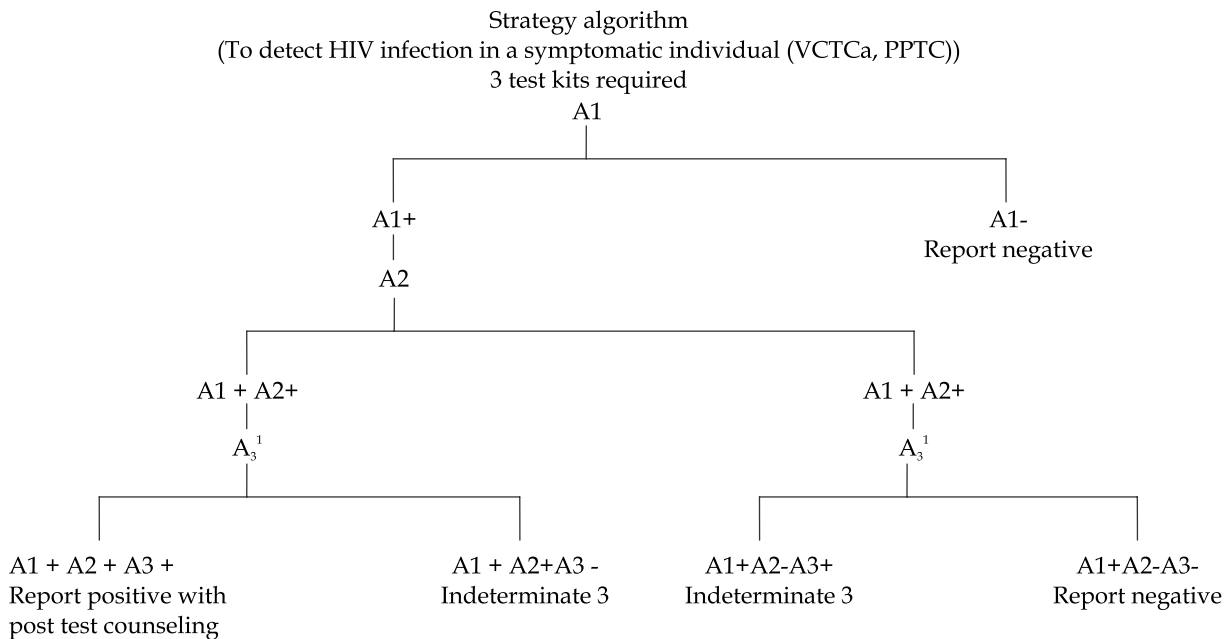 Strategy algorithm
(To detect HIV infection in a symptomatic individual (VCTCa, PPTC))
3 test kits required
A1
A1+
A1-
Report negative
A2
A1 + A2+
A1 + A2+
A₃¹
A₃¹
A1 + A2 + A3 +
Report positive with
post test counseling
A1 + A2+A3 -
Indeterminate 3
A1+A2-A3+
Indeterminate 3
A1+A2-A3-
Report negative